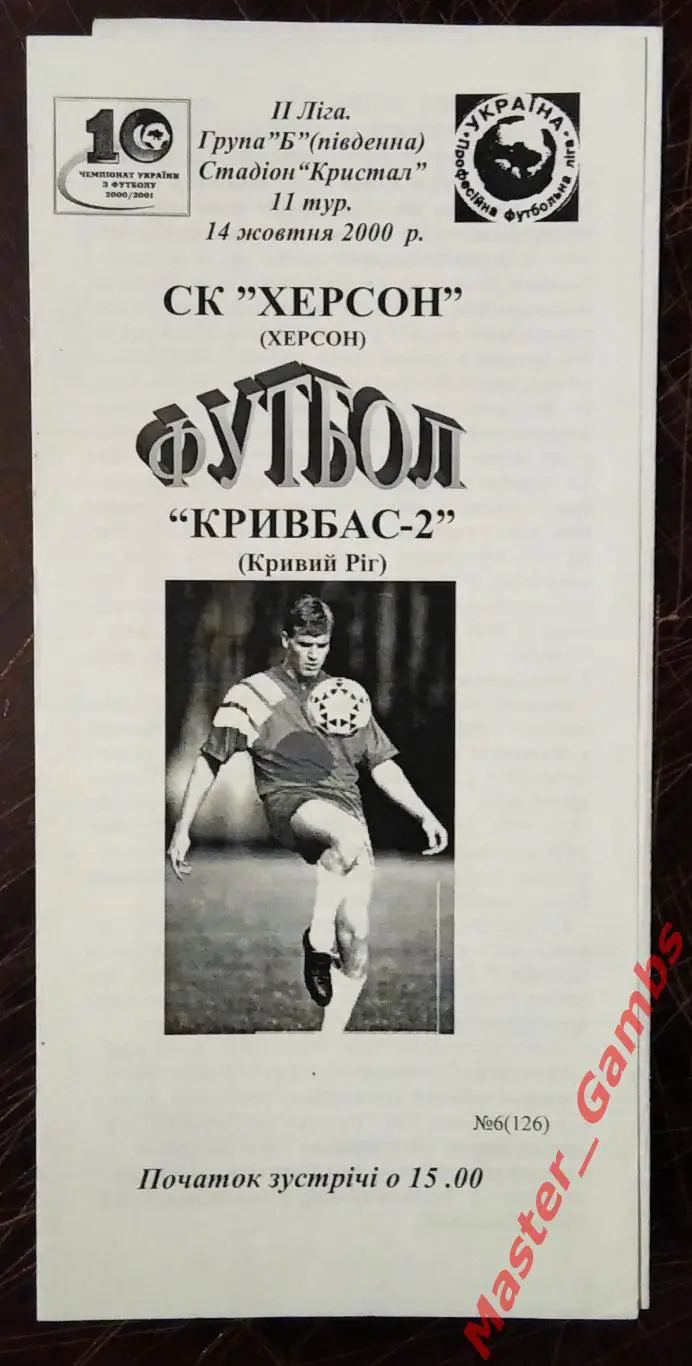 10
ЧЕМПІОНАТ УКРАЇНИ
З ФУТБОЛУ
2000/2001
II Ліга.
Група"Б"(південна)
Стадіон"Кристал"
11 тур.
14 жовтня 2000 р.
УКРАЇНА
Професійна футбольна ліга
СК "ХЕРСОН"
(ХЕРСОН)
ФУТБОЛ
"КРИВБАС-2"
(Кривий Ріг)
№6(126)
Початок зустрічі о 15 .00
Master_Gambs